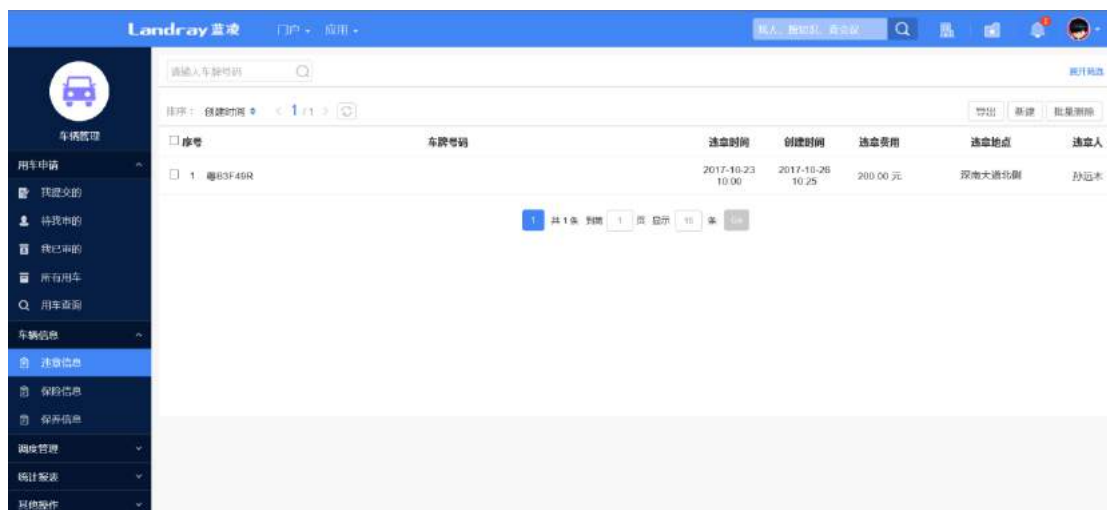 Landray蓝凌 门户 应用
请输入车牌号码 展开筛选
车辆管理
排序： 创建时间 < 1 / 1 > 导出 新建 批量删除
序号 车牌号码 违章时间 创建时间 违章费用 违章地点 违章人
1 粤B3F49R 2017-10-23 10:00 2017-10-26 10:25 200.00 元 深南大道北侧 孙远木
1 共 1 条 到第 1 页 显示 15 条 Go
用车申请
我提交的
待我审的
我已审的
所有用车
用车查询
车辆信息
违章信息
保险信息
保养信息
调度管理
统计报表
其他操作